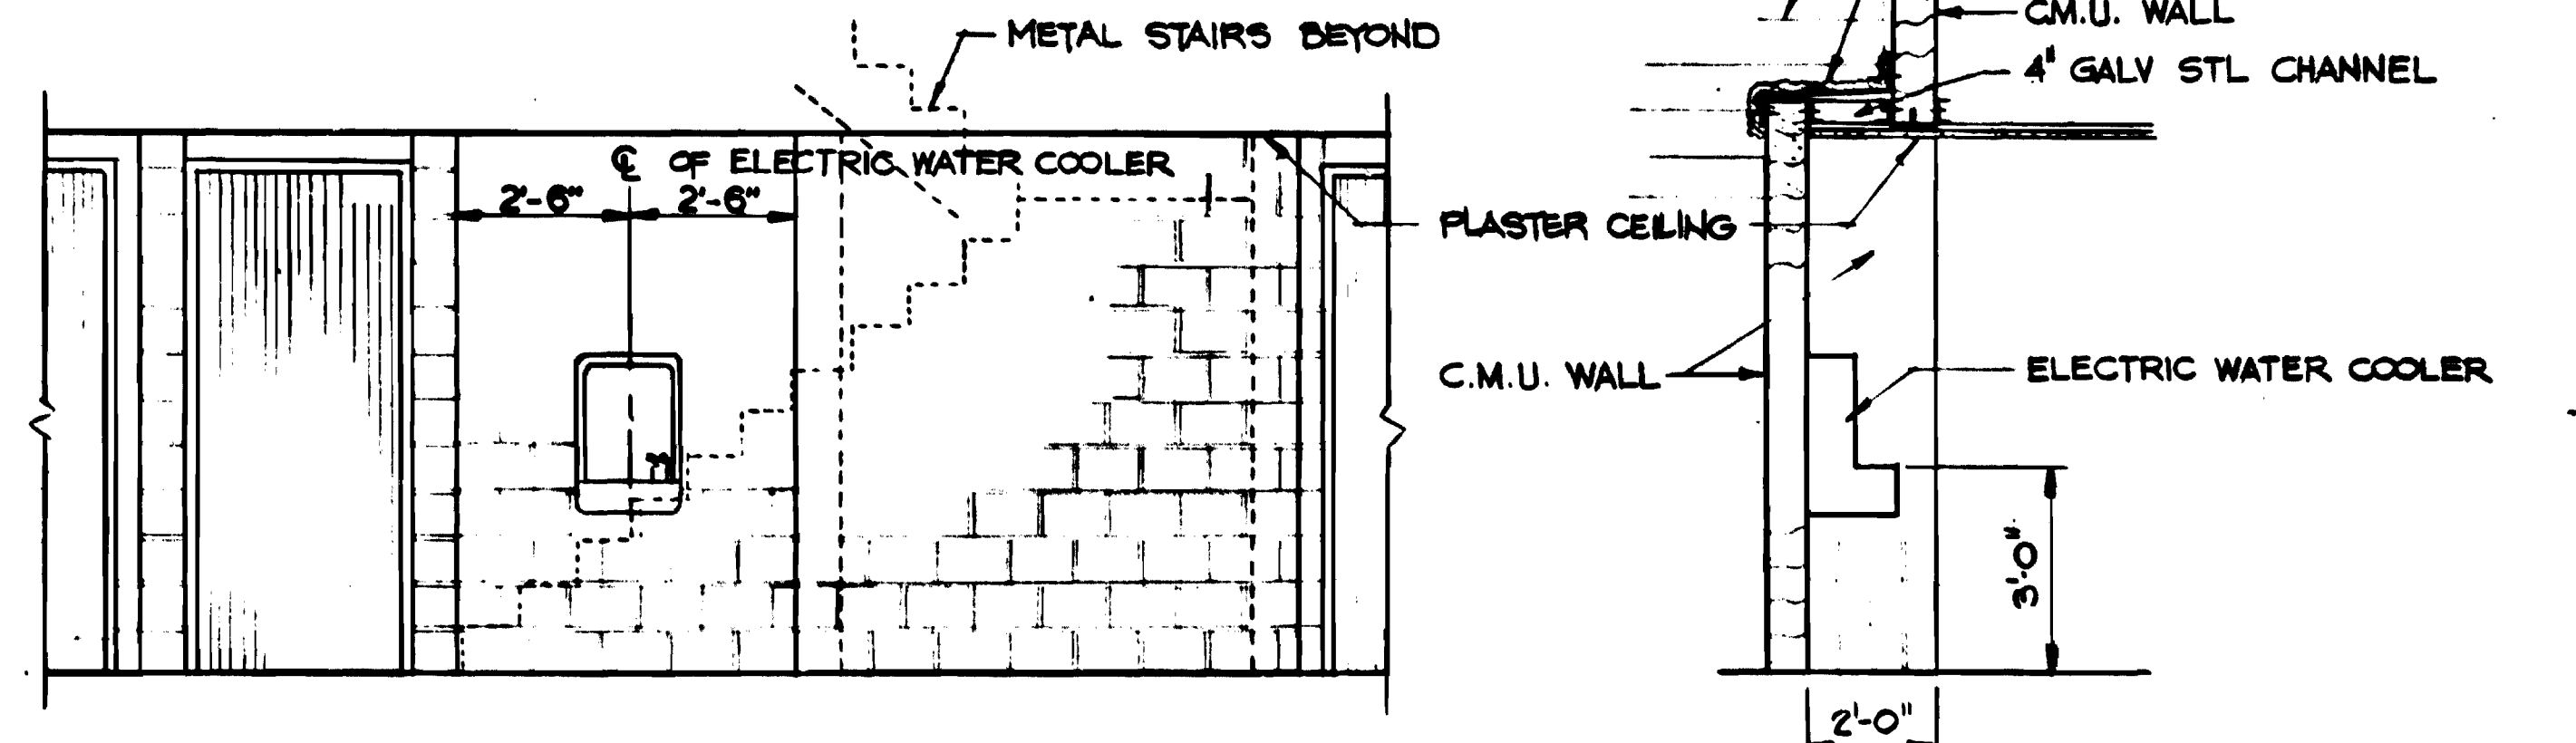 METAL STAIRS BEYOND
C.M.U. WALL
4" GALV STL CHANNEL
℄ OF ELECTRIC WATER COOLER
2'-6" 2'-6"
PLASTER CEILING
C.M.U. WALL
ELECTRIC WATER COOLER
3'-0"
2'-0"